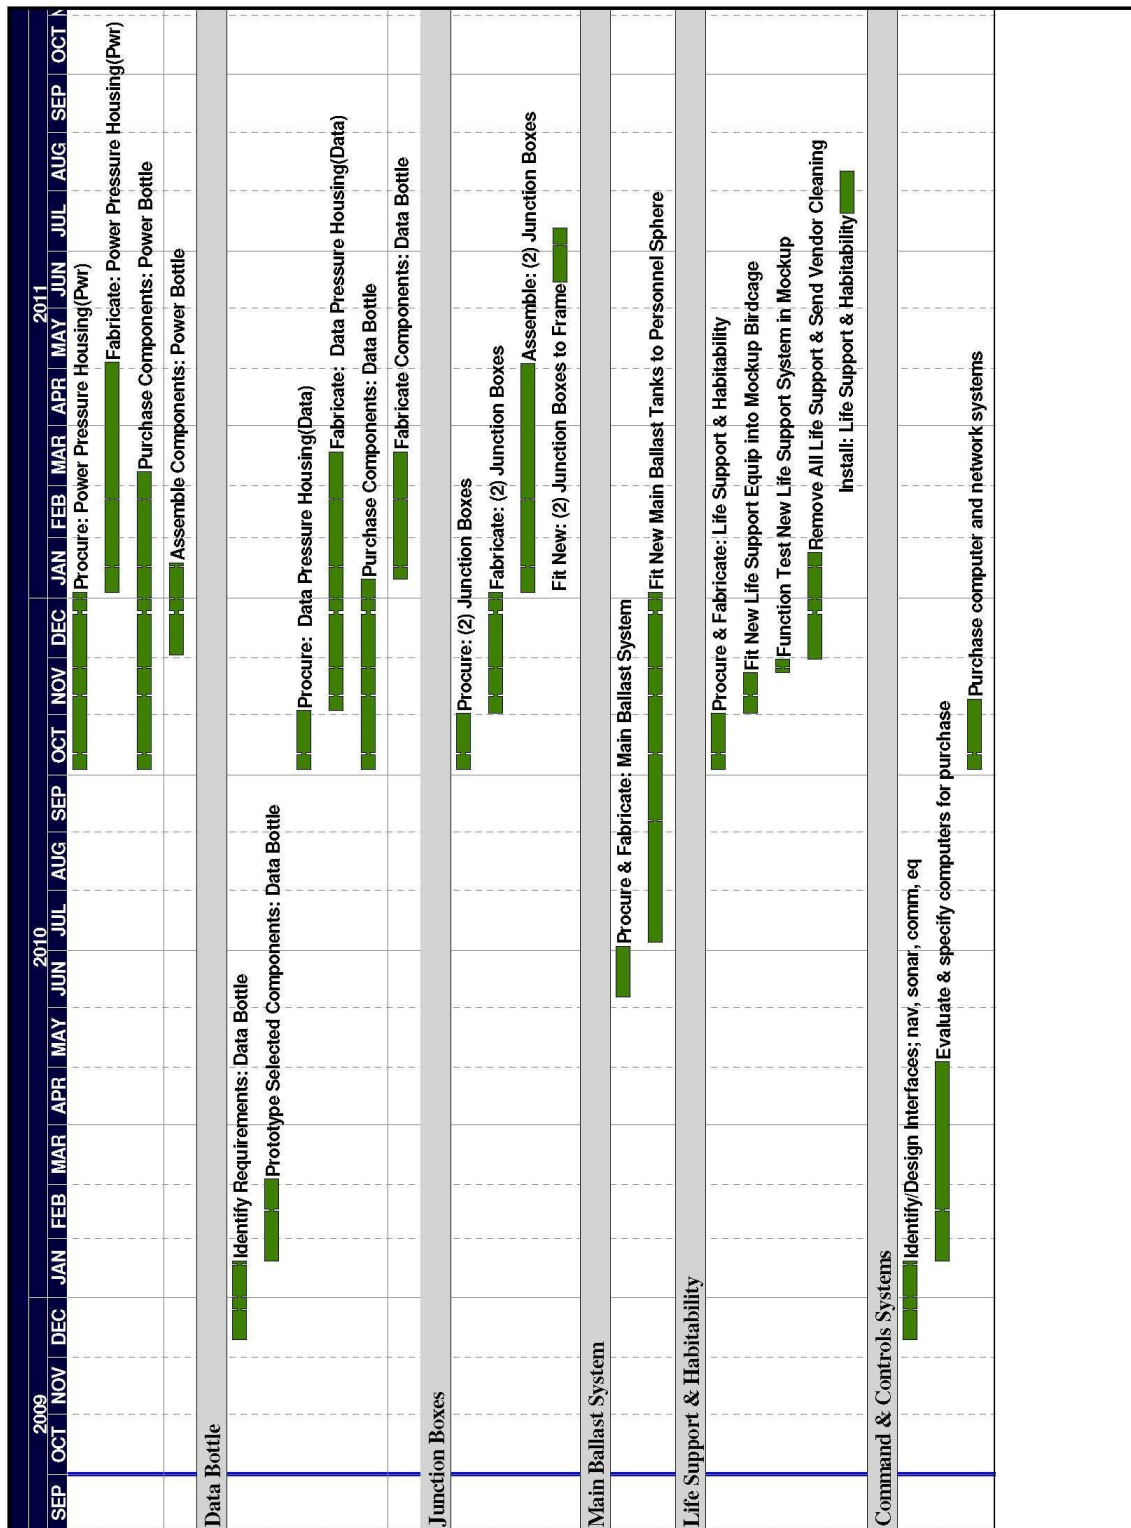 2009 2010 2011
SEP OCT NOV DEC JAN FEB MAR APR MAY JUN JUL AUG SEP OCT NOV DEC JAN FEB MAR APR MAY JUN JUL AUG SEP OCT
Procure: Power Pressure Housing(Pwr)
Fabricate: Power Pressure Housing(Pwr)
Purchase Components: Power Bottle
Assemble Components: Power Bottle
Data Bottle
Identify Requirements: Data Bottle
Prototype Selected Components: Data Bottle
Procure: Data Pressure Housing(Data)
Fabricate: Data Pressure Housing(Data)
Purchase Components: Data Bottle
Fabricate Components: Data Bottle
Junction Boxes
Procure: (2) Junction Boxes
Fabricate: (2) Junction Boxes
Assemble: (2) Junction Boxes
Fit New: (2) Junction Boxes to Frame
Main Ballast System
Procure & Fabricate: Main Ballast System
Fit New Main Ballast Tanks to Personnel Sphere
Life Support & Habitability
Procure & Fabricate: Life Support & Habitability
Fit New Life Support Equip into Mockup Birdcage
Function Test New Life Support System in Mockup
Remove All Life Support & Send Vendor Cleaning
Install: Life Support & Habitability
Command & Controls Systems
Identify/Design Interfaces; nav, sonar, comm, eq
Evaluate & specify computers for purchase
Purchase computer and network systems